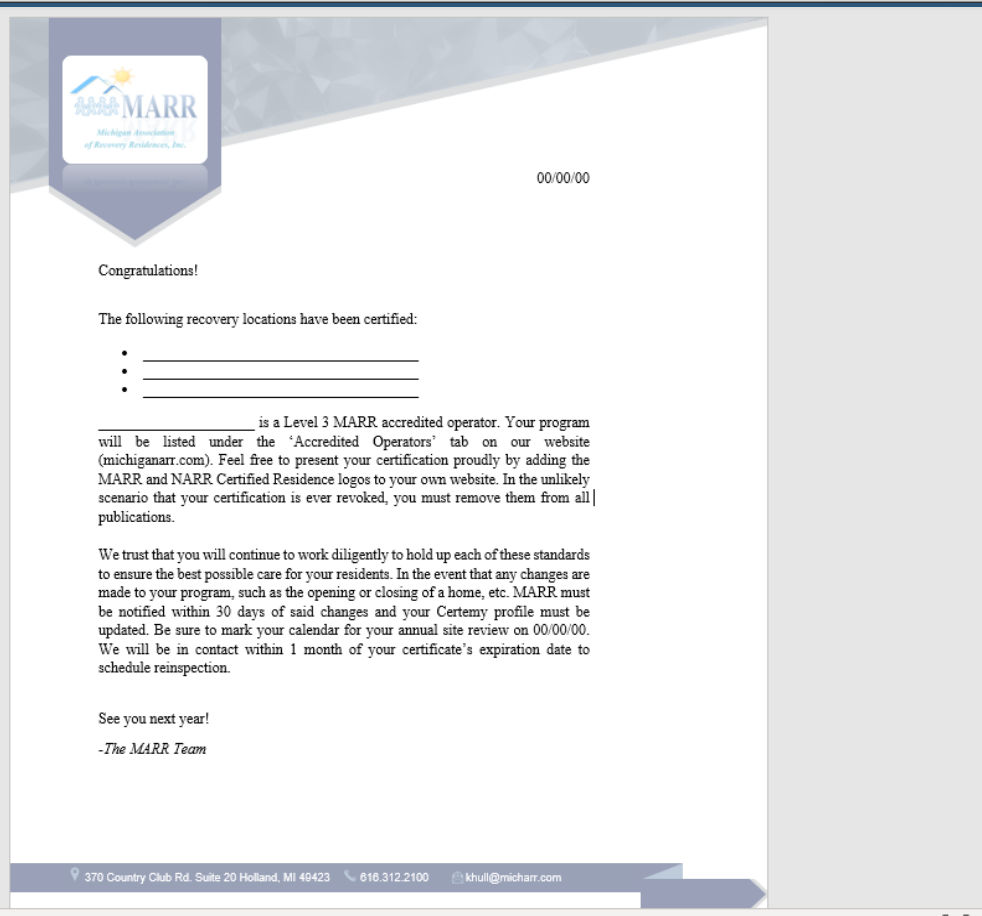 MARR
Michigan Association
of Recovery Residences, Inc.
00/00/00
Congratulations!
The following recovery locations have been certified:
• ____________________
• ____________________
• ____________________
____________________ is a Level 3 MARR accredited operator. Your program
will be listed under the ‘Accredited Operators’ tab on our website
(michiganarr.com). Feel free to present your certification proudly by adding the
MARR and NARR Certified Residence logos to your own website. In the unlikely
scenario that your certification is ever revoked, you must remove them from all
publications.
We trust that you will continue to work diligently to hold up each of these standards
to ensure the best possible care for your residents. In the event that any changes are
made to your program, such as the opening or closing of a home, etc. MARR must
be notified within 30 days of said changes and your Certemy profile must be
updated. Be sure to mark your calendar for your annual site review on 00/00/00.
We will be in contact within 1 month of your certificate’s expiration date to
schedule reinspection.
See you next year!
-The MARR Team
370 Country Club Rd. Suite 20 Holland, MI 49423 616.312.2100 khull@micharr.com